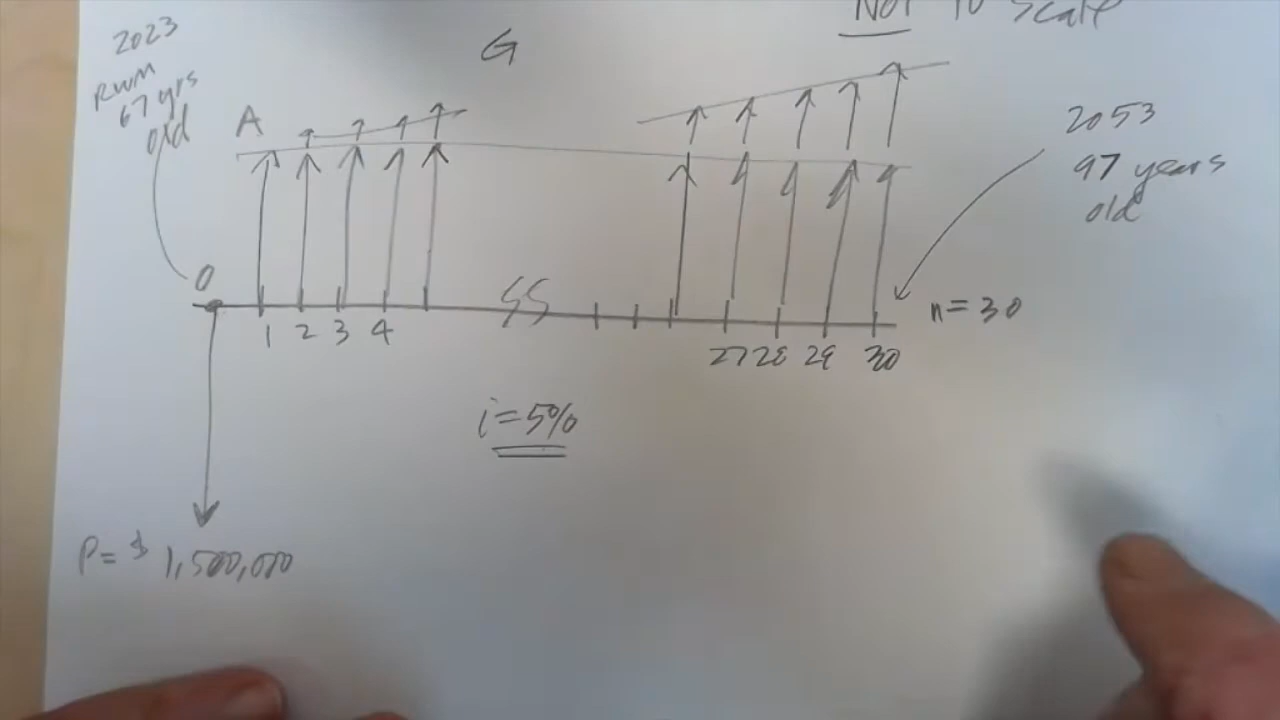 Not to scale
2023
RWM
67 yrs
old
G
A
2053
97 years
old
0
n=30
1 2 3 4
27 28 29 30
i=5%
P= $ 1,500,000